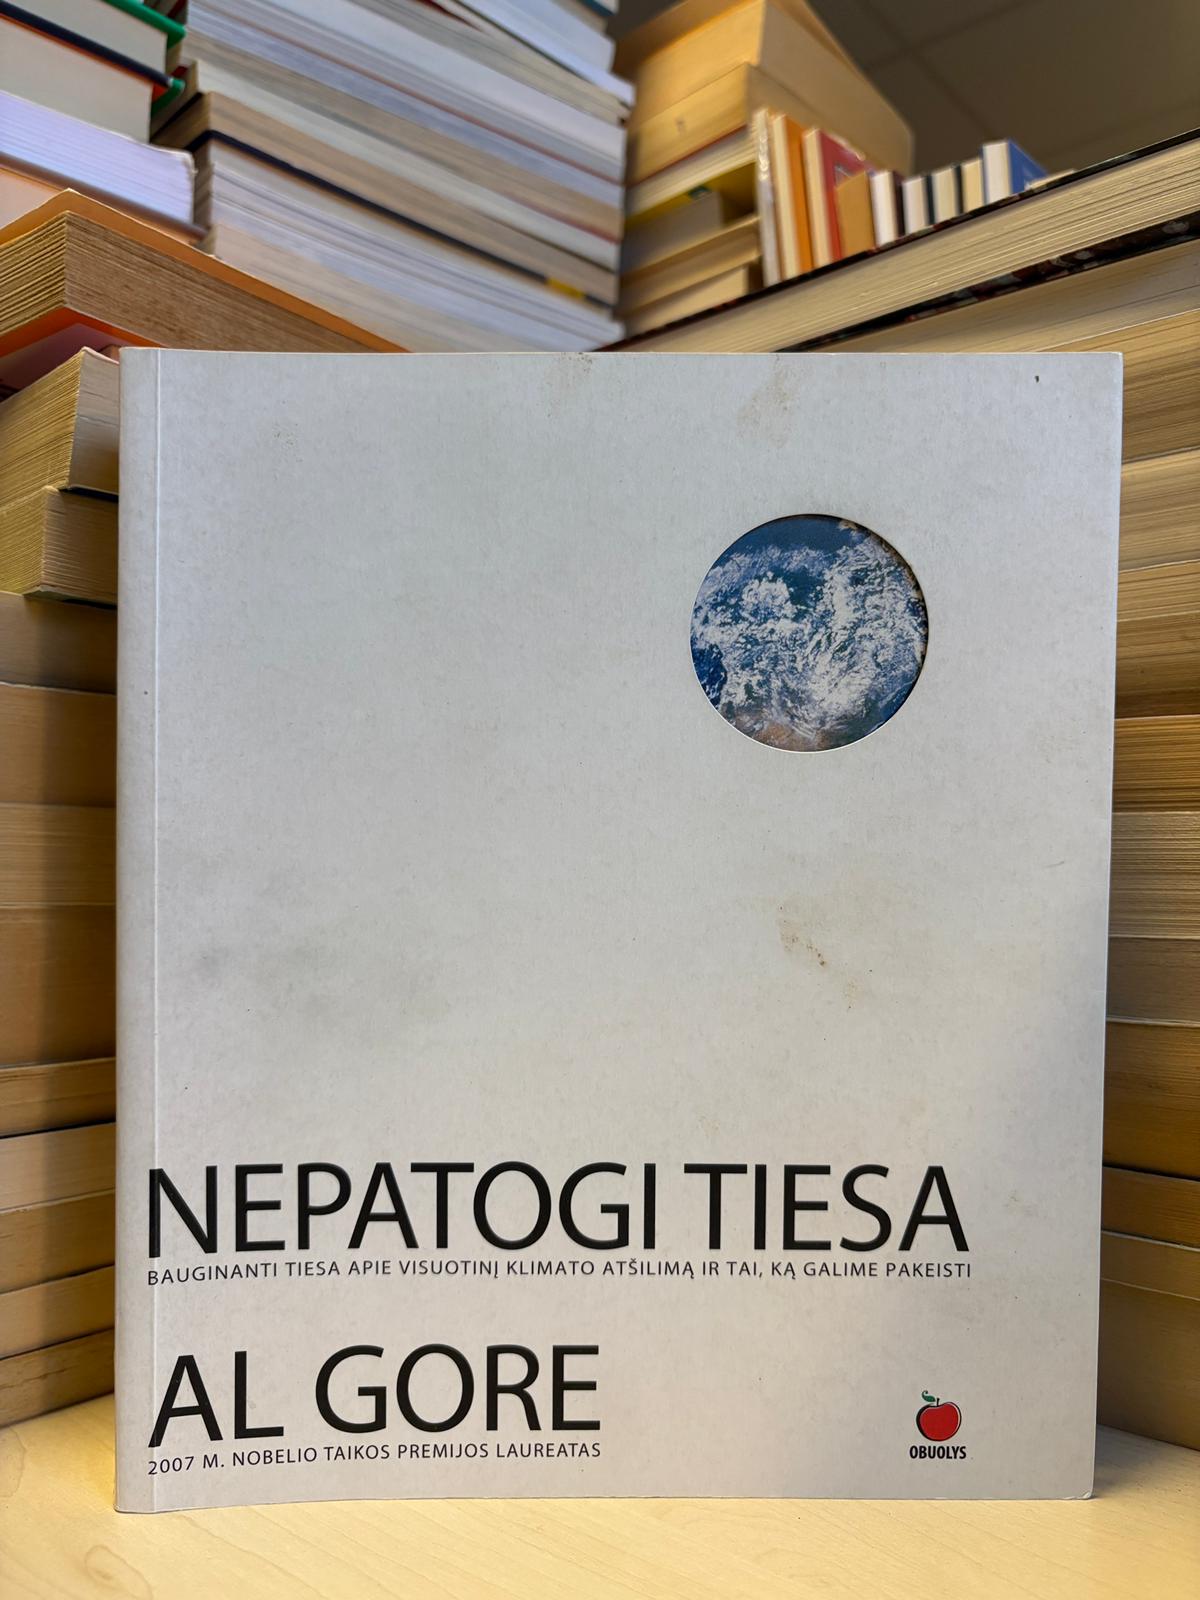 NEPATOGI TIESA
BAUGINANTI TIESA APIE VISUOTINĮ KLIMATO ATŠILIMĄ IR TAI, KĄ GALIME PAKEISTI
AL GORE
2007 M. NOBELIO TAIKOS PREMIJOS LAUREATAS
OBUOLYS